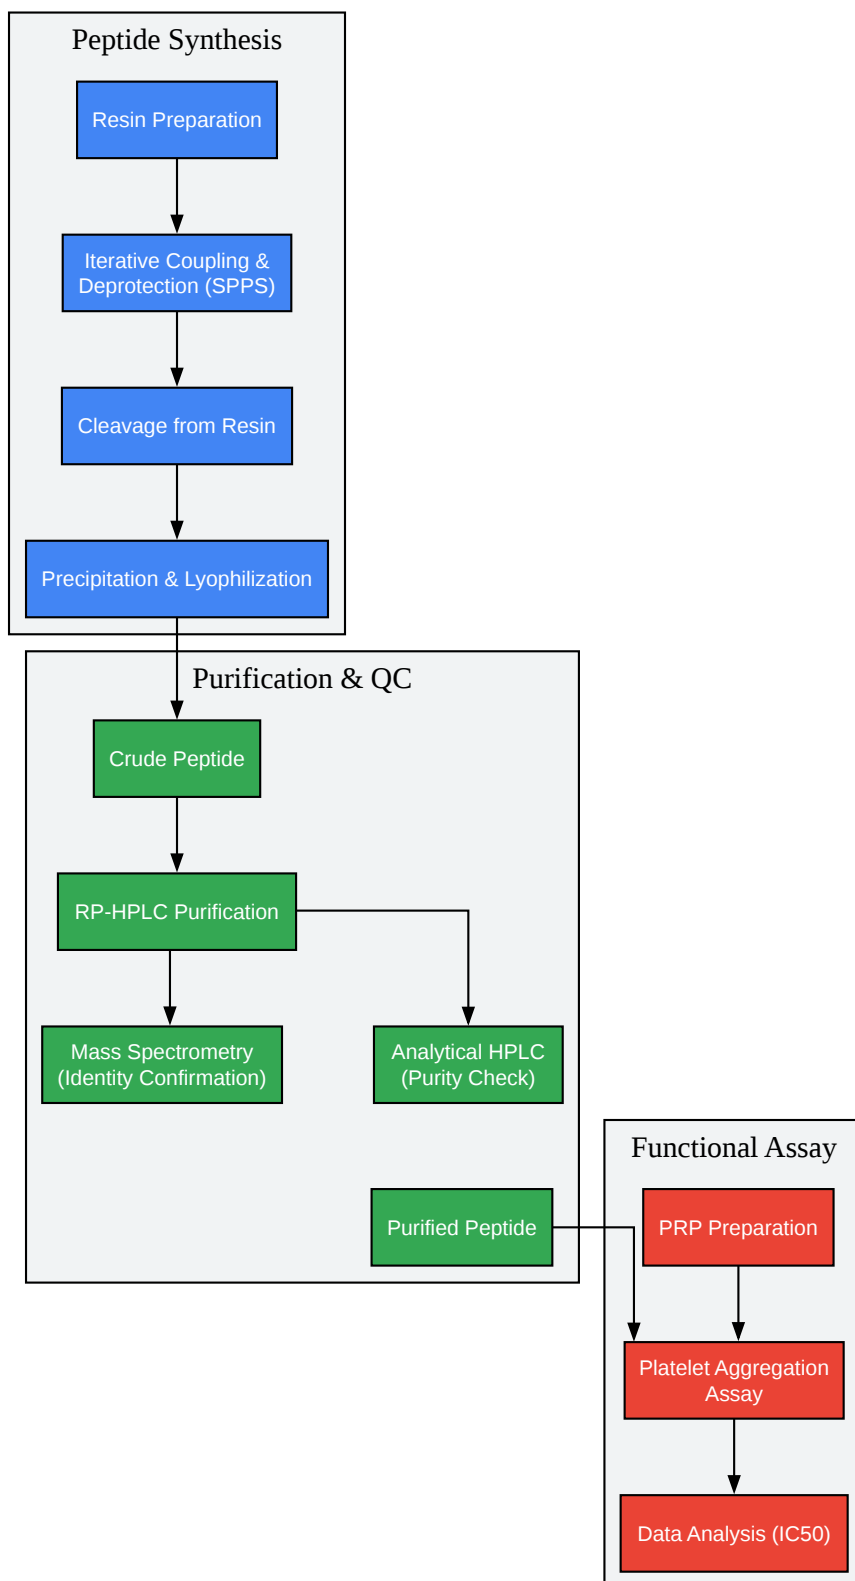 Peptide Synthesis
Resin Preparation
Iterative Coupling &
Deprotection (SPPS)
Cleavage from Resin
Precipitation & Lyophilization
Purification & QC
Crude Peptide
RP-HPLC Purification
Mass Spectrometry
(Identity Confirmation)
Analytical HPLC
(Purity Check)
Purified Peptide
Functional Assay
PRP Preparation
Platelet Aggregation
Assay
Data Analysis (IC50)